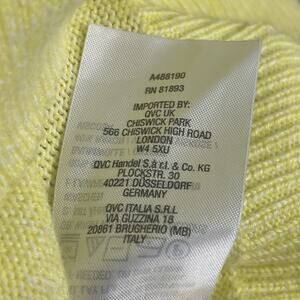 A488190
RN 81893
IMPORTED BY:
QVC UK
CHISWICK PARK
566 CHISWICK HIGH ROAD
LONDON
W4 5XU
QVC Handel S.à r.l. & Co. KG
PLOCKSTR. 30
40221 DÜSSELDORF
GERMANY
QVC ITALIA S.R.L
VIA GUZZINA 18
20861 BRUGHERIO (MB)
ITALY